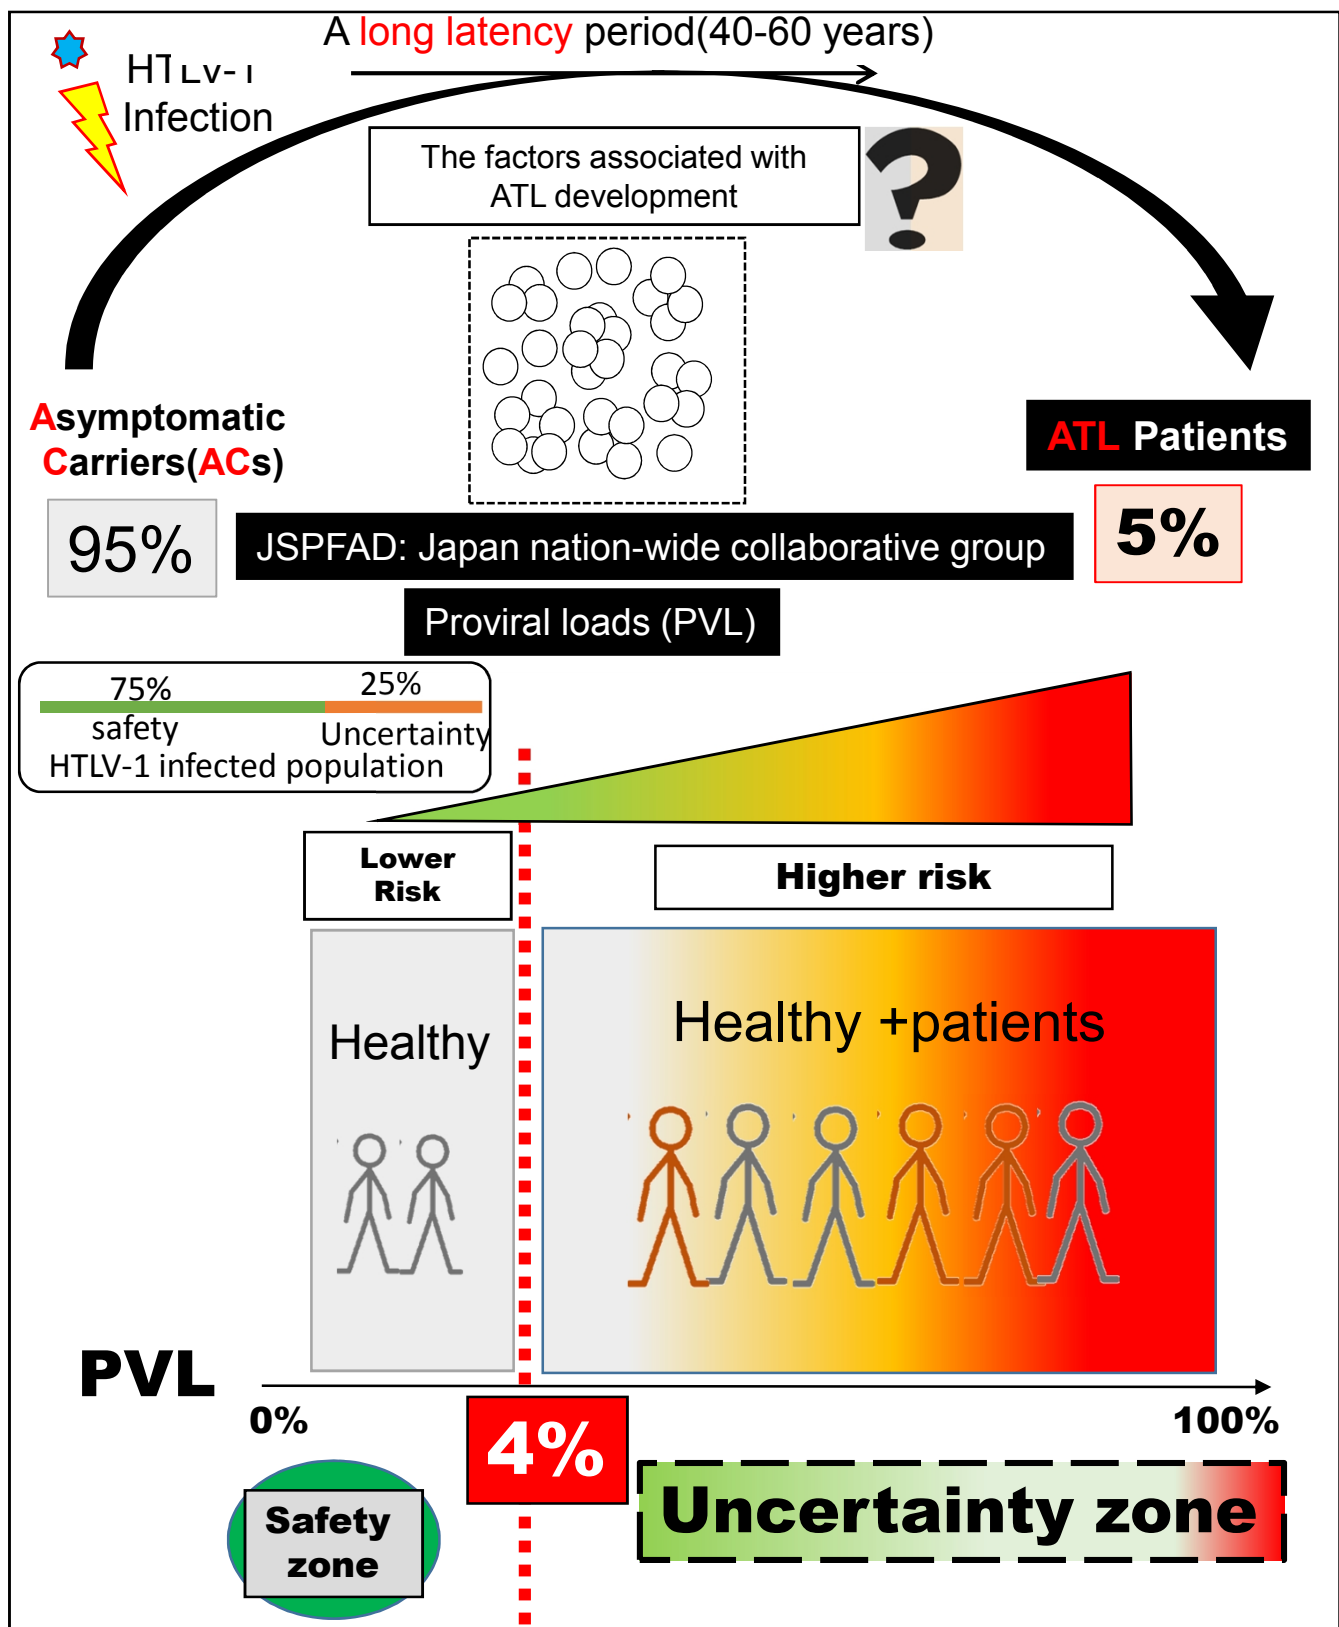 A long latency period(40-60 years)
HTLV-1
Infection
The factors associated with
ATL development
?
Asymptomatic
Carriers(ACs)
ATL Patients
95%
JSPFAD: Japan nation-wide collaborative group
5%
Proviral loads (PVL)
75% 25%
safety Uncertainty
HTLV-1 infected population
Lower
Risk
Higher risk
Healthy
Healthy +patients
PVL
0% 100%
4%
Safety
zone
Uncertainty zone